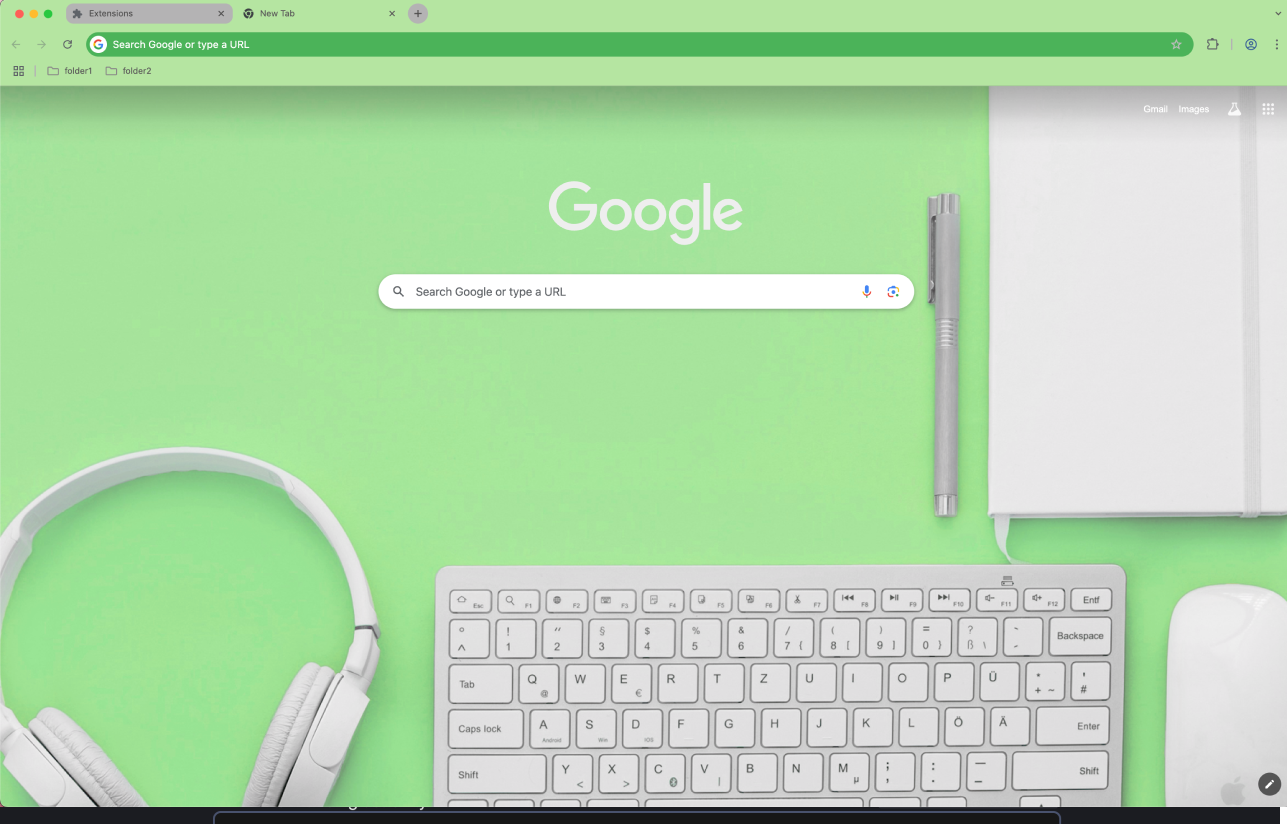 Extensions
New Tab
Search Google or type a URL
folder1
folder2
Gmail Images
Google
Search Google or type a URL
Esc F1 F2 F3 F4 F5 F6 F7 F8 F9 F10 F11 F12 Entf
° ^ ! 1 " 2 § 3 $ 4 % 5 & 6 / 7 { ( 8 [ ) 9 ] = 0 } ? ß \ Backspace
Tab Q @ W E € R T Z U I O P Ü * + ~ ' #
Caps lock A Android S Win D iOS F G H J K L Ö Ä Enter
Shift Y < X > C V | B N M µ ; , : . — – Shift